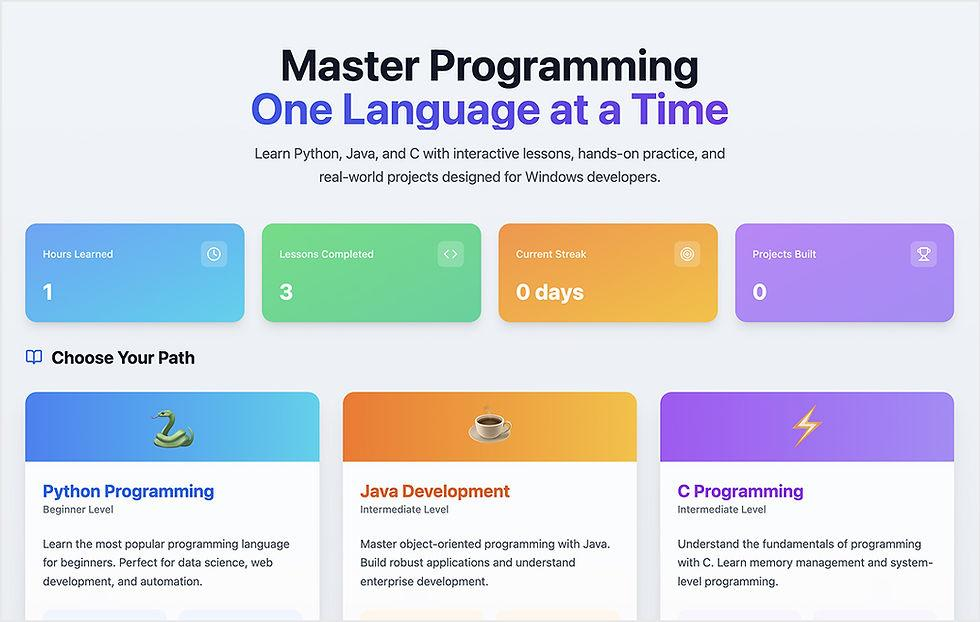 Master Programming
One Language at a Time
Learn Python, Java, and C with interactive lessons, hands-on practice, and
real-world projects designed for Windows developers.
Hours Learned
1
Lessons Completed
3
Current Streak
0 days
Projects Built
0
Choose Your Path
Python Programming
Beginner Level
Learn the most popular programming language
for beginners. Perfect for data science, web
development, and automation.
Java Development
Intermediate Level
Master object-oriented programming with Java.
Build robust applications and understand
enterprise development.
C Programming
Intermediate Level
Understand the fundamentals of programming
with C. Learn memory management and system-
level programming.